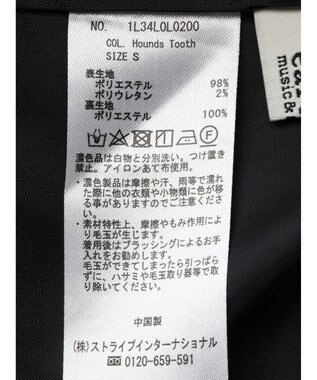 NO. 1L34L0L0200
COL. Hounds Tooth
SIZE S
表生地
ポリエステル 98%
ポリウレタン 2%
裏生地
ポリエステル 100%
濃色品は白物と分別洗い。つけ置き
禁止。アイロンあて布使用。
・濃色製品は摩擦や汗、雨等で濡れ
た際に他の衣類や小物類に色が移
る事がありますのでご注意くださ
い。
・素材特性上、摩擦やもみ作用によ
り毛玉が生じます。
着用後はブラッシングによるお手
入れをお勧めします。
毛玉ができてしまったら引っぱら
ずに、ハサミや毛玉取り器等で取
り除いてください。
中国製
(株)ストライプインターナショナル
☎ 0120-659-591
music &